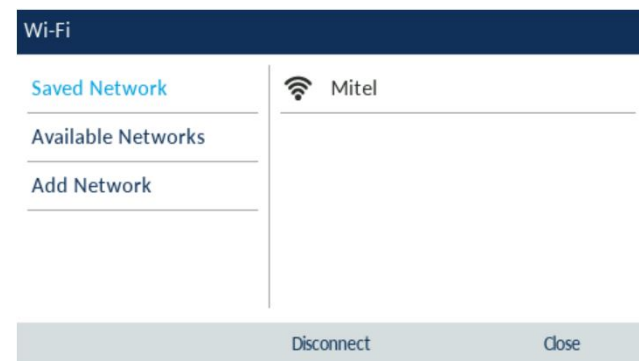 Wi-Fi
Saved Network
Mitel
Available Networks
Add Network
Disconnect
Close